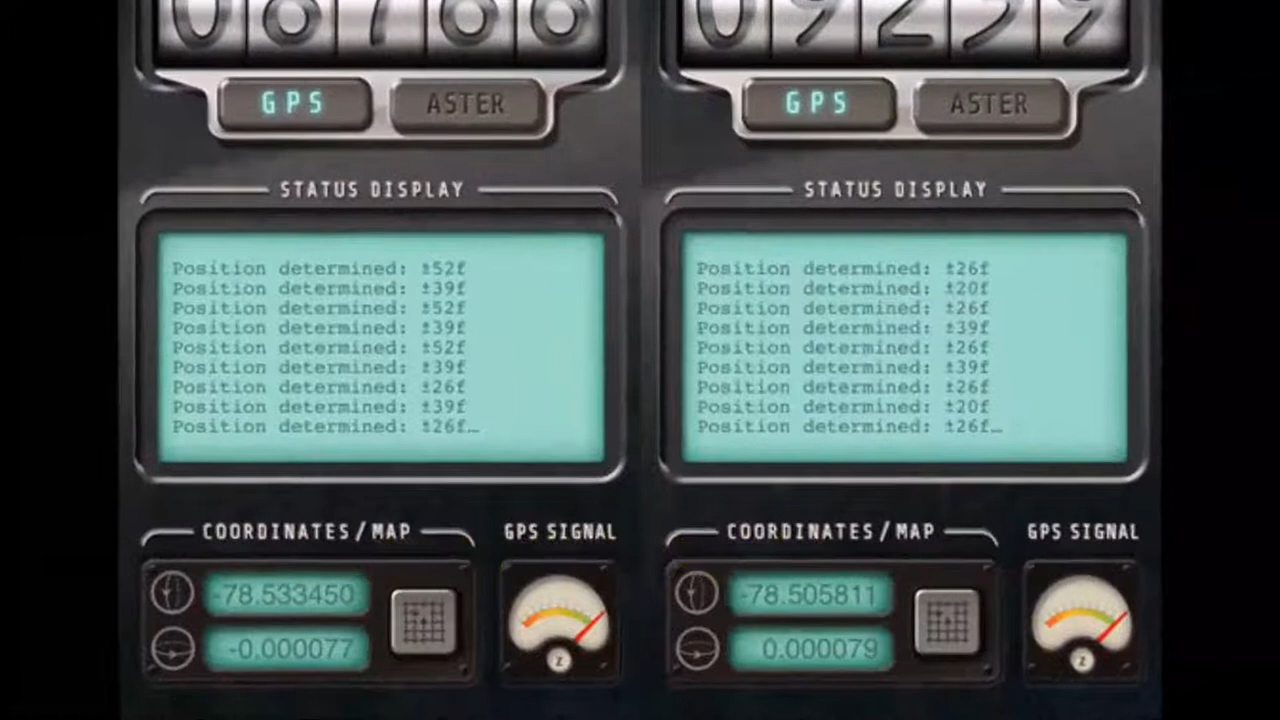 08786 09259
GPS ASTER GPS ASTER
STATUS DISPLAY STATUS DISPLAY
Position determined: ±52f
Position determined: ±39f
Position determined: ±52f
Position determined: ±39f
Position determined: ±52f
Position determined: ±39f
Position determined: ±26f
Position determined: ±39f
Position determined: ±26f…
Position determined: ±26f
Position determined: ±20f
Position determined: ±26f
Position determined: ±39f
Position determined: ±26f
Position determined: ±39f
Position determined: ±26f
Position determined: ±20f
Position determined: ±26f…
COORDINATES/MAP GPS SIGNAL COORDINATES/MAP GPS SIGNAL
-78.533450 -78.505811
-0.000077 0.000079
z z